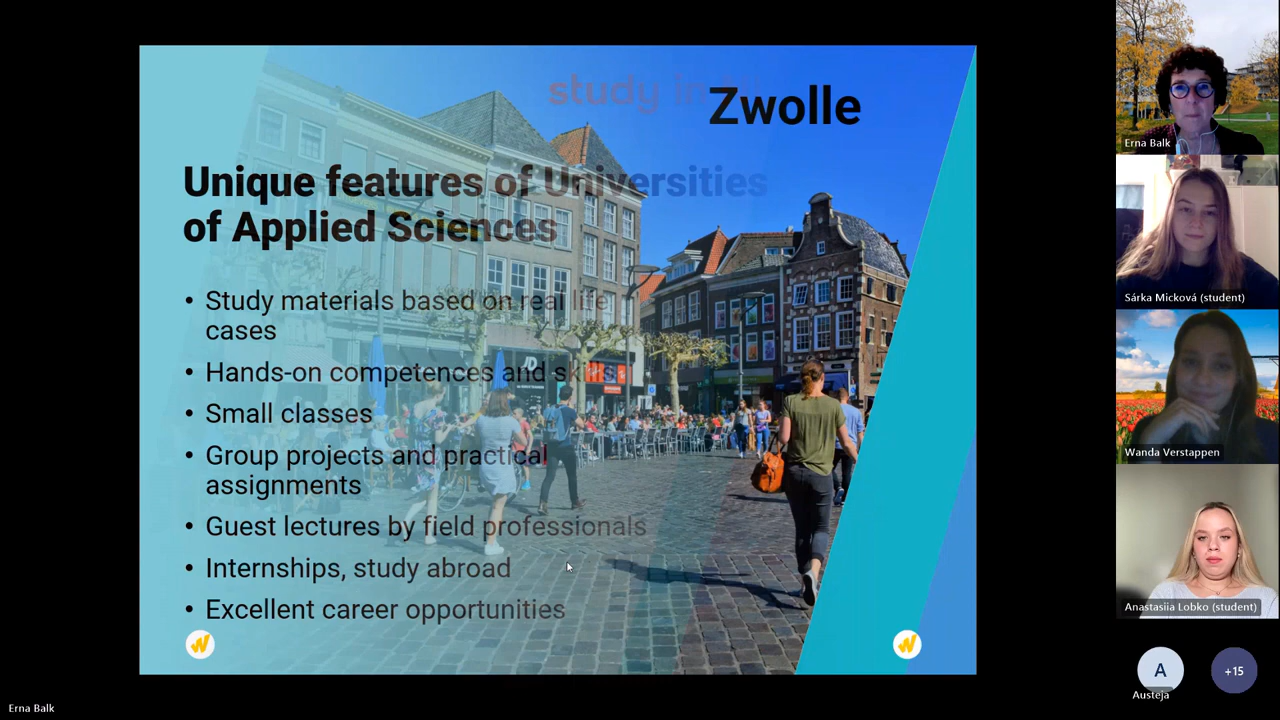 study in
Zwolle
Unique features of Universities
of Applied Sciences
• Study materials based on real life
cases
• Hands-on competences and skills
• Small classes
• Group projects and practical
assignments
• Guest lectures by field professionals
• Internships, study abroad
• Excellent career opportunities
JD
Erna Balk
Sárka Micková (student)
Wanda Verstappen
Anastasiia Lobko (student)
A
+15
Austeja
Erna Balk